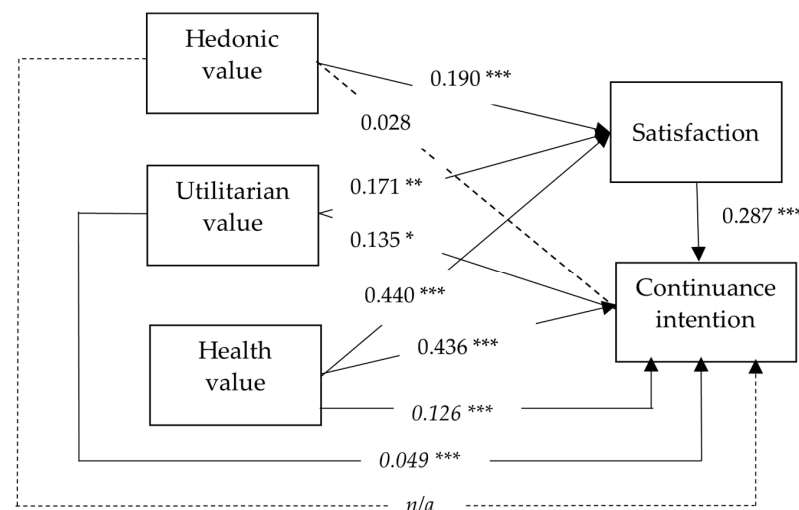 Hedonic
value
0.190 ***
0.028
Satisfaction
Utilitarian
value
0.171 **
0.135 *
0.287 ***
0.440 ***
Continuance
intention
Health
value
0.436 ***
0.126 ***
0.049 ***
n/a